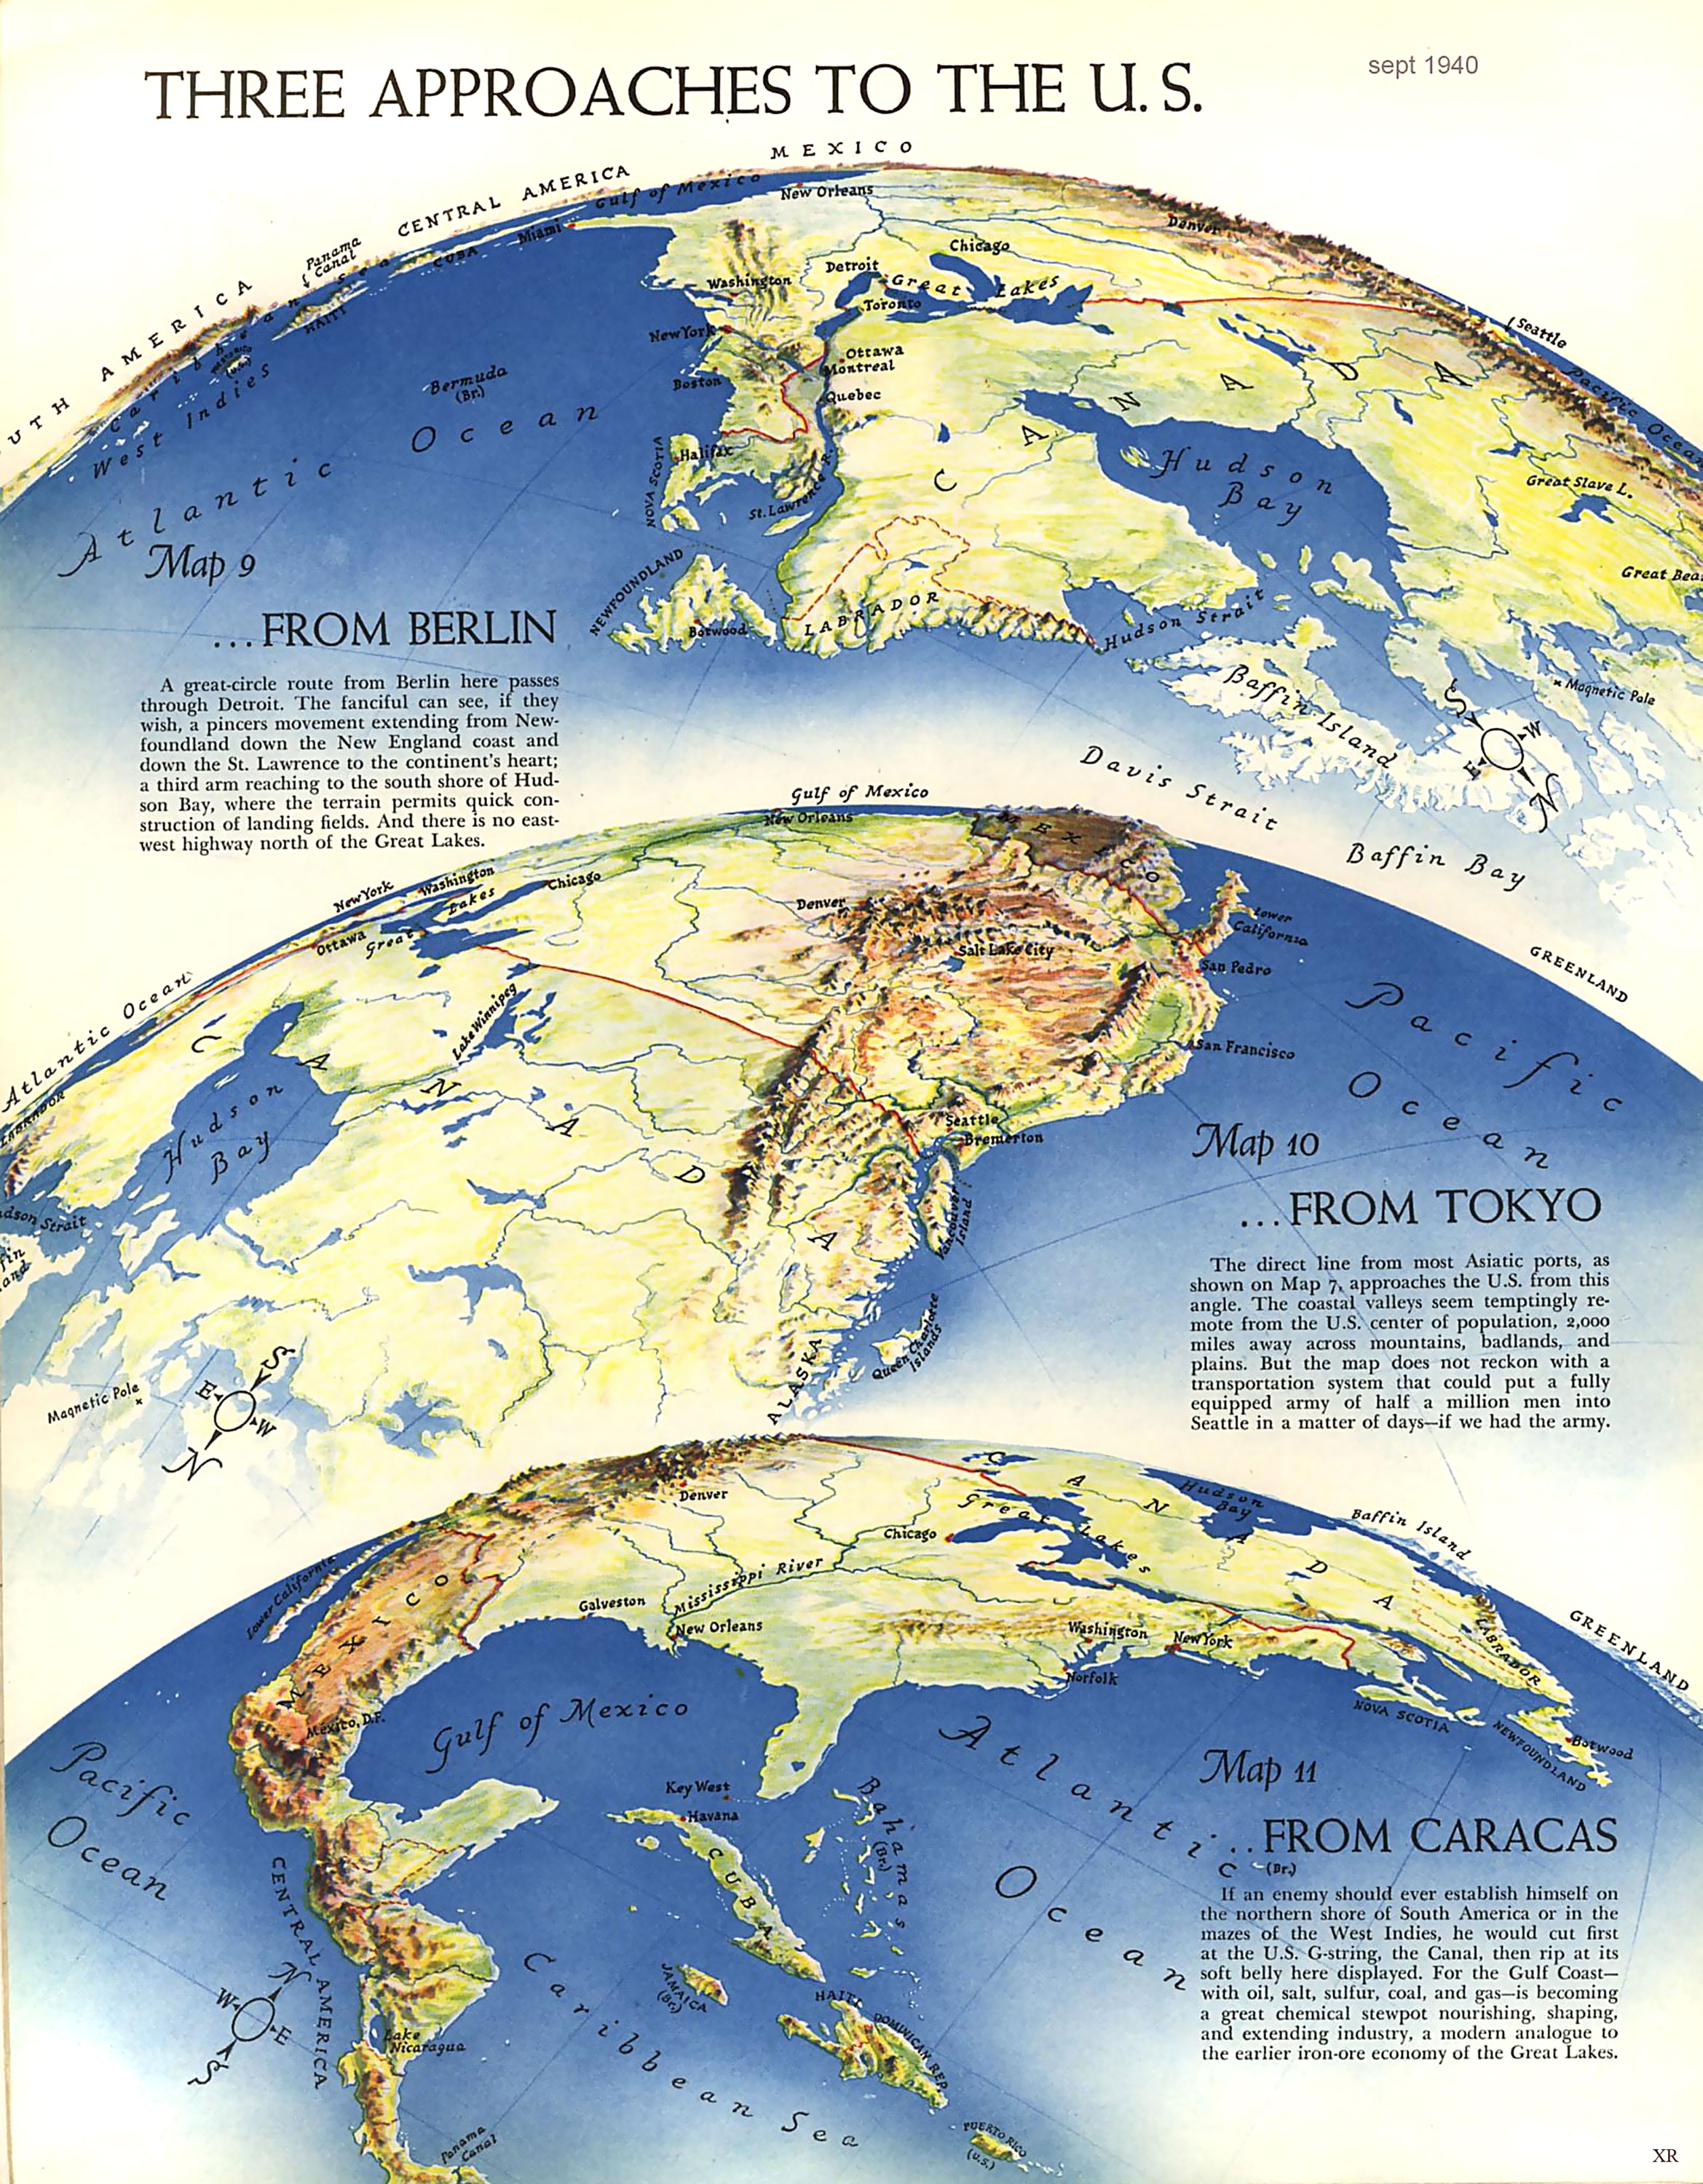 THREE APPROACHES TO THE U.S.
sept 1940
MEXICO
CENTRAL AMERICA
Gulf of Mexico
New Orleans
Miami
CUBA
Panama
Canal
HAITI
UTH AMERICA
Caribbean Sea
West Indies
Denver
Chicago
Detroit
Great Lakes
Washington
Toronto
New York
Seattle
Ottawa
Montreal
Boston
Quebec
Bermuda
(Br.)
Atlantic Ocean
Pacific Ocean
CANADA
Halifax
NOVA SCOTIA
St. Lawrence R.
Hudson
Bay
Great Slave L.
Great Bea
NEWFOUNDLAND
Botwood
LABRADOR
Hudson Strait
Baffin Island
Magnetic Pole
S
W
E
N
Davis Strait
Baffin Bay
GREENLAND
Map 9
...FROM BERLIN
A great-circle route from Berlin here passes
through Detroit. The fanciful can see, if they
wish, a pincers movement extending from New-
foundland down the New England coast and
down the St. Lawrence to the continent's heart;
a third arm reaching to the south shore of Hud-
son Bay, where the terrain permits quick con-
struction of landing fields. And there is no east-
west highway north of the Great Lakes.
Gulf of Mexico
New Orleans
MEXICO
New York
Washington
Chicago
Great Lakes
Ottawa
Denver
Salt Lake City
Lower
California
San Pedro
San Francisco
Atlantic Ocean
LABRADOR
Lake Winnipeg
CANADA
Hudson
Bay
dson Strait
fin
and
Seattle
Bremerton
Vancouver
Island
Queen Charlotte
Islands
ALASKA
Magnetic Pole
S
E
W
N
Pacific
Ocean
Map 10
...FROM TOKYO
The direct line from most Asiatic ports, as
shown on Map 7, approaches the U.S. from this
angle. The coastal valleys seem temptingly re-
mote from the U.S. center of population, 2,000
miles away across mountains, badlands, and
plains. But the map does not reckon with a
transportation system that could put a fully
equipped army of half a million men into
Seattle in a matter of days—if we had the army.
CANADA
Hudson
Bay
Baffin Island
GREENLAND
Denver
Great Lakes
Chicago
Lower California
MEXICO
Mississippi River
Galveston
New Orleans
Washington
New York
Norfolk
LABRADOR
NOVA SCOTIA
NEWFOUNDLAND
Botwood
Mexico, D.F.
Gulf of Mexico
Pacific
Ocean
Atlantic
Ocean
Key West
Havana
Bahamas
(Br.)
CUBA
CENTRAL AMERICA
Caribbean Sea
JAMAICA
(Br.)
HAITI
DOMINICAN REP.
Lake
Nicaragua
N
W
E
S
Panama
Canal
PUERTO RICO
(U.S.)
Map 11
..FROM CARACAS
(Br.)
If an enemy should ever establish himself on
the northern shore of South America or in the
mazes of the West Indies, he would cut first
at the U.S. G-string, the Canal, then rip at its
soft belly here displayed. For the Gulf Coast—
with oil, salt, sulfur, coal, and gas—is becoming
a great chemical stewpot nourishing, shaping,
and extending industry, a modern analogue to
the earlier iron-ore economy of the Great Lakes.
XR